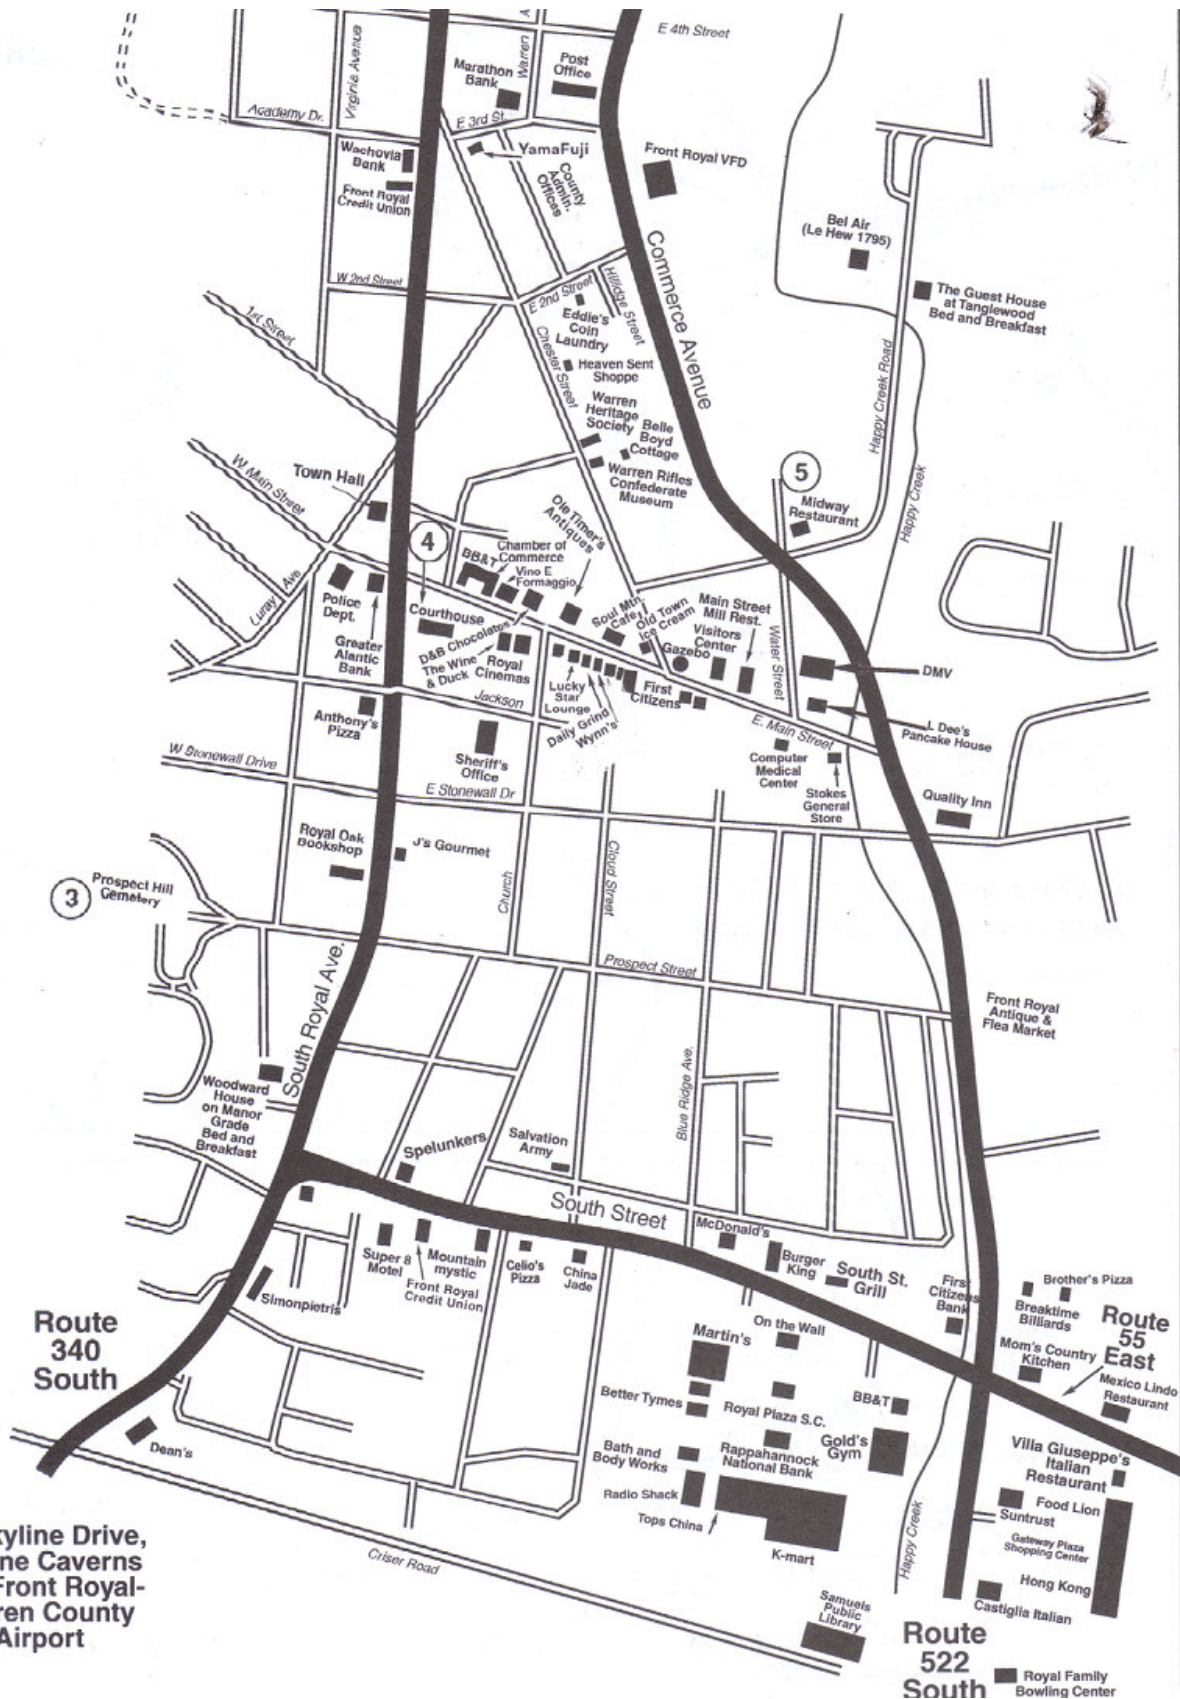 E 4th Street
Virginia Avenue
Warren A
Marathon
Bank
Post
Office
Academy Dr.
E 3rd St.
YamaFuji
Wachovia
Bank
Front Royal
Credit Union
County
Admin.
Offices
Front Royal VFD
Bel Air
(Le Hew 1795)
The Guest House
at Tanglewood
Bed and Breakfast
W 2nd Street
E 2nd Street
Hillidge Street
Commerce Avenue
1st Street
Eddie's
Coin
Laundry
Chester Street
Heaven Sent
Shoppe
Warren
Heritage
Society
Belle
Boyd
Cottage
Warren Rifles
Confederate
Museum
Happy Creek Road
Happy Creek
5
Midway
Restaurant
W. Main Street
Town Hall
4
Ole Timer's
Antiques
BB&T
Chamber of
Commerce
Vino E
Formaggio
Luray Ave
Police
Dept.
Greater
Alantic
Bank
Courthouse
D&B Chocolates
The Wine
& Duck
Royal
Cinemas
Soul Mtn.
Cafe
Old Town
Ice Cream
Gazebo
Main Street
Mill Rest.
Visitors
Center
Water Street
DMV
L Dee's
Pancake House
Lucky
Star
Lounge
Daily Grind
Wynn's
First
Citizens
Jackson
Anthony's
Pizza
Sheriff's
Office
E. Main Street
Computer
Medical
Center
Stokes
General
Store
Quality Inn
W Stonewall Drive
E Stonewall Dr
Royal Oak
Bookshop
J's Gourmet
3
Prospect Hill
Cemetery
Church
Cloud Street
Prospect Street
South Royal Ave.
Front Royal
Antique &
Flea Market
Blue Ridge Ave.
Woodward
House
on Manor
Grade
Bed and
Breakfast
Spelunkers
Salvation
Army
South Street
McDonald's
Burger
King
South St.
Grill
First
Citizens
Bank
Brother's Pizza
Breaktime
Billiards
Super 8
Motel
Mountain
mystic
Front Royal
Credit Union
Celio's
Pizza
China
Jade
Simonpietris
Route
340
South
Route
55
East
On the Wall
Martin's
Mom's Country
Kitchen
Mexico Lindo
Restaurant
Better Tymes
Royal Plaza S.C.
BB&T
Dean's
Bath and
Body Works
Rappahannock
National Bank
Gold's
Gym
Villa Giuseppe's
Italian
Restaurant
Radio Shack
Tops China
K-mart
Food Lion
Suntrust
Gateway Plaza
Shopping Center
Happy Creek
Hong Kong
Castiglia Italian
Criser Road
Samuels
Public
Library
kyline Drive,
ne Caverns
Front Royal-
ren County
Airport
Route
522
South
Royal Family
Bowling Center